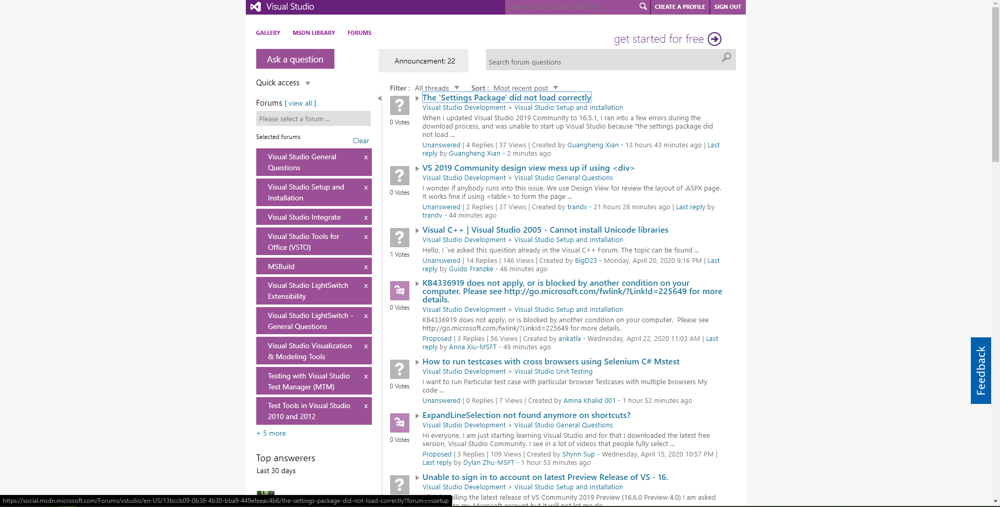 Visual Studio
Search Visual Studio with Bing
CREATE A PROFILE
SIGN OUT
GALLERY
MSDN LIBRARY
FORUMS
get started for free
Ask a question
Announcement: 22
Search forum questions
Quick access
Filter : All threads
Sort : Most recent post
Forums [ view all ]
Please select a forum ...
Selected forums
Clear
Visual Studio General
Questions
x
Visual Studio Setup and
Installation
x
Visual Studio Integrate
x
Visual Studio Tools for
Office (VSTO)
x
MSBuild
x
Visual Studio LightSwitch
Extensibility
x
Visual Studio LightSwitch -
General Questions
x
Visual Studio Visualization
& Modeling Tools
x
Testing with Visual Studio
Test Manager (MTM)
x
Test Tools in Visual Studio
2010 and 2012
x
+ 5 more
Top answerers
Last 30 days
The 'Settings Package' did not load correctly
Visual Studio Development > Visual Studio Setup and Installation
0 Votes
When I updated Visual Studio 2019 Community to 16.5.1, I ran into a few errors during the
download process, and was unable to start up Visual Studio because "the settings package did
not load ...
Unanswered | 4 Replies | 37 Views | Created by Guangheng Xian - 13 hours 43 minutes ago | Last
reply by Guangheng Xian - 2 minutes ago
VS 2019 Community design view mess up if using <div>
Visual Studio Development > Visual Studio General Questions
0 Votes
I wonder if anybody runs into this issue. We use Design View for review the layout of .ASPX page.
It works fine if using <table> to form the page ...
Unanswered | 2 Replies | 37 Views | Created by trandv - 21 hours 28 minutes ago | Last reply by
trandv - 44 minutes ago
Visual C++ | Visual Studio 2005 - Cannot install Unicode libraries
Visual Studio Development > Visual Studio Setup and Installation
1 Votes
Hello, I `ve asked this question already in the Visual C++ Forum. The topic can be found ...
Unanswered | 14 Replies | 146 Views | Created by BigD23 - Monday, April 20, 2020 9:16 PM | Last
reply by Guido Franzke - 46 minutes ago
KB4336919 does not apply, or is blocked by another condition on your
computer. Please see http://go.microsoft.com/fwlink/?LinkId=225649 for more
details.
0 Votes
Visual Studio Development > Visual Studio Setup and Installation
KB4336919 does not apply, or is blocked by another condition on your computer.  Please see
http://go.microsoft.com/fwlink/?LinkId=225649 for more details.
Proposed | 3 Replies | 56 Views | Created by arikatla - Wednesday, April 22, 2020 11:03 AM | Last
reply by Anna Xiu-MSFT - 49 minutes ago
How to run testcases with cross browsers using Selenium C# Mstest
Visual Studio Development > Visual Studio Unit Testing
0 Votes
I want to run Particular test case with particular browser Testcases with multiple browsers My
code ...
Unanswered | 0 Replies | 7 Views | Created by Amna Khalid 001 - 1 hour 52 minutes ago
ExpandLineSelection not found anymore on shortcuts?
Visual Studio Development > Visual Studio General Questions
0 Votes
Hi everyone, I am just starting learning Visual Studio and for that I downloaded the latest free
version, Visual Studio Community. I see in a lot of videos that people fully select ...
Proposed | 3 Replies | 109 Views | Created by Shynn Sup - Wednesday, April 15, 2020 10:57 PM |
Last reply by Dylan Zhu-MSFT - 1 hour 53 minutes ago
Unable to sign in to account on latest Preview Release of VS - 16.
Visual Studio Development > Visual Studio Setup and Installation
alling the latest release of VS Community 2019 Preview (16.6.0 Preview 4.0) I am asked
to my Microsoft account but it will not let me do
Feedback
https://social.msdn.microsoft.com/Forums/vstudio/en-US/13bccb09-0b36-4b30-bba9-449efeeac4b6/the-settings-package-did-not-load-correctly?forum=vssetup